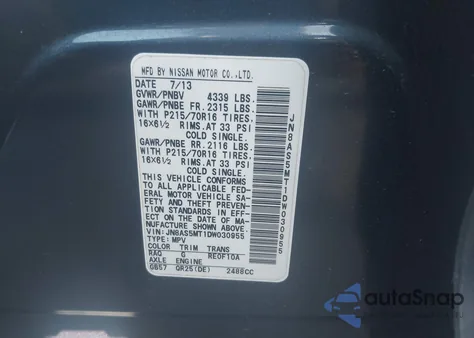 MFD BY NISSAN MOTOR CO.,LTD.
DATE 7/13
GVWR/PNBV 4339 LBS.
GAWR/PNBE FR. 2315 LBS.
WITH P215/70R16 TIRES.
16X6½ RIMS.AT 33 PSI
COLD SINGLE.
GAWR/PNBE RR. 2116 LBS.
WITH P215/70R16 TIRES.
16X6½ RIMS.AT 33 PSI
COLD SINGLE.
THIS VEHICLE CONFORMS
TO ALL APPLICABLE FED-
ERAL MOTOR VEHICLE SA-
FETY AND THEFT PREVEN-
TION STANDARDS IN EFF-
ECT ON THE DATE OF MA-
NUFACTURE SHOWN ABOVE.
VIN: JN8AS5MT1DW030955
TYPE: MPV
COLOR TRIM TRANS
RAQ G RE0F10A
AXLE ENGINE
GB57 QR25(DE) 2488CC
JN8AS5MT1DW030955
autoSnap